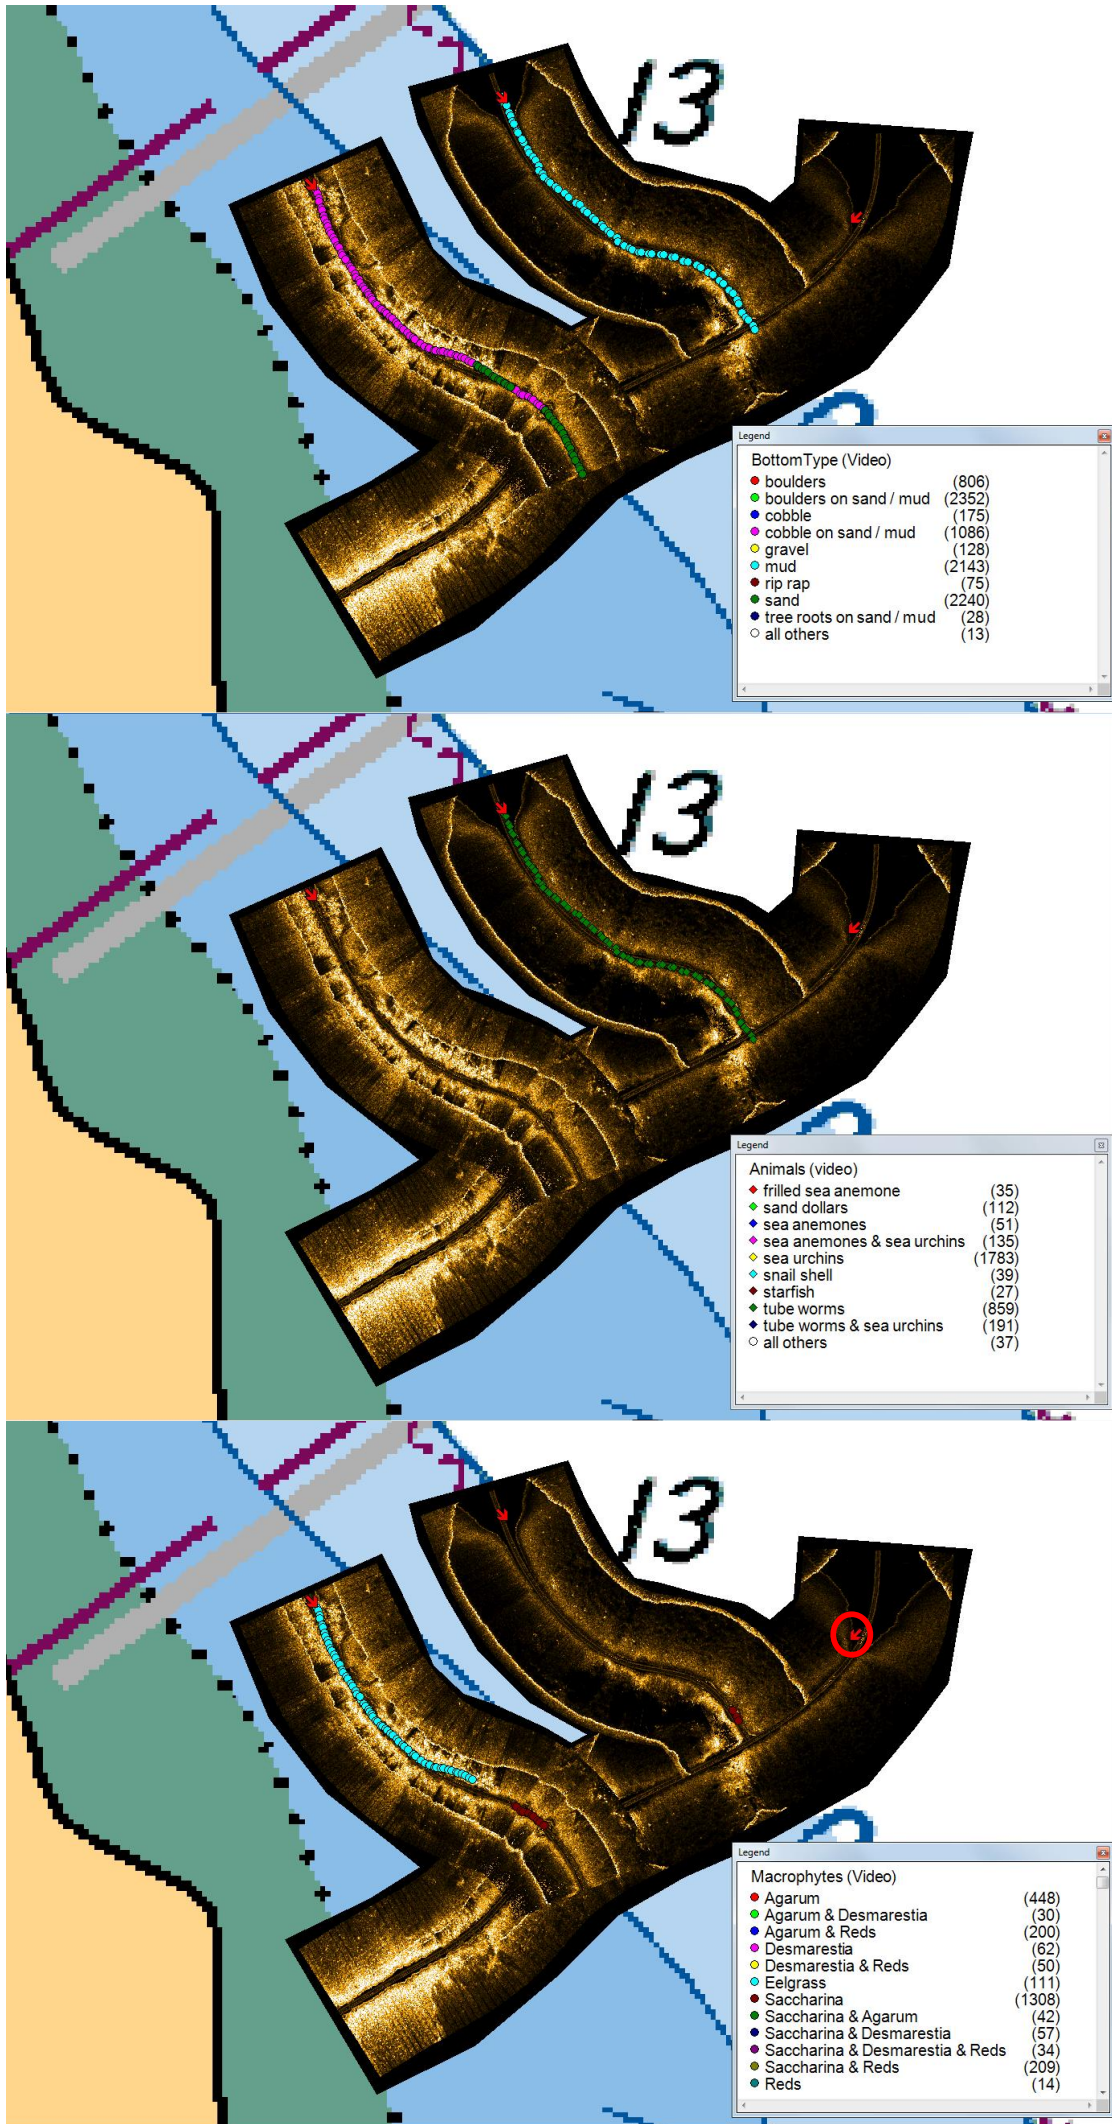 13
Legend
BottomType (Video)
boulders (806)
boulders on sand / mud (2352)
cobble (175)
cobble on sand / mud (1086)
gravel (128)
mud (2143)
rip rap (75)
sand (2240)
tree roots on sand / mud (28)
all others (13)
13
Legend
Animals (video)
frilled sea anemone (35)
sand dollars (112)
sea anemones (51)
sea anemones & sea urchins (135)
sea urchins (1783)
snail shell (39)
starfish (27)
tube worms (859)
tube worms & sea urchins (191)
all others (37)
13
Legend
Macrophytes (Video)
Agarum (448)
Agarum & Desmarestia (30)
Agarum & Reds (200)
Desmarestia (62)
Desmarestia & Reds (50)
Eelgrass (111)
Saccharina (1308)
Saccharina & Agarum (42)
Saccharina & Desmarestia (57)
Saccharina & Desmarestia & Reds (34)
Saccharina & Reds (209)
Reds (14)